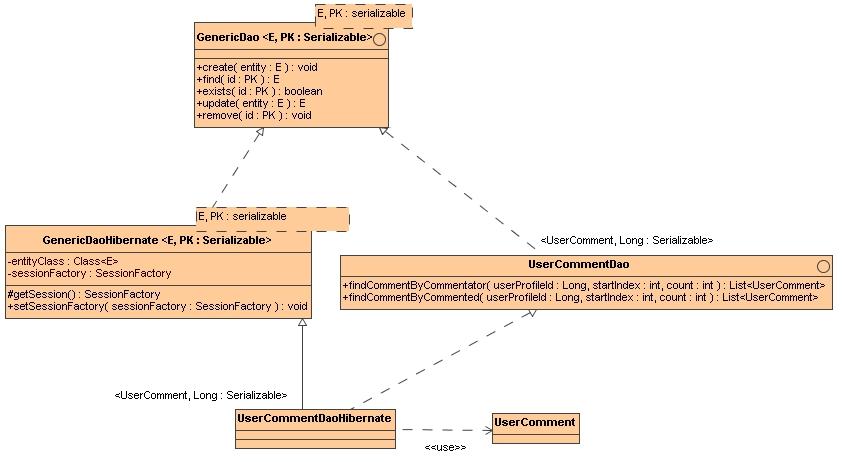 E, PK : serializable
GenericDao <E, PK : Serializable>
+create( entity : E ) : void
+find( id : PK ) : E
+exists( id : PK ) : boolean
+update( entity : E ) : E
+remove( id : PK ) : void
E, PK : serializable
GenericDaoHibernate <E, PK : Serializable>
-entityClass : Class<E>
-sessionFactory : SessionFactory
#getSession() : SessionFactory
+setSessionFactory( sessionFactory : SessionFactory ) : void
<UserComment, Long : Serializable>
UserCommentDao
+findCommentByCommentator( userProfileId : Long, startIndex : int, count : int ) : List<UserComment>
+findCommentByCommented( userProfileId : Long, startIndex : int, count : int ) : List<UserComment>
<UserComment, Long : Serializable>
UserCommentDaoHibernate
UserComment
<<use>>